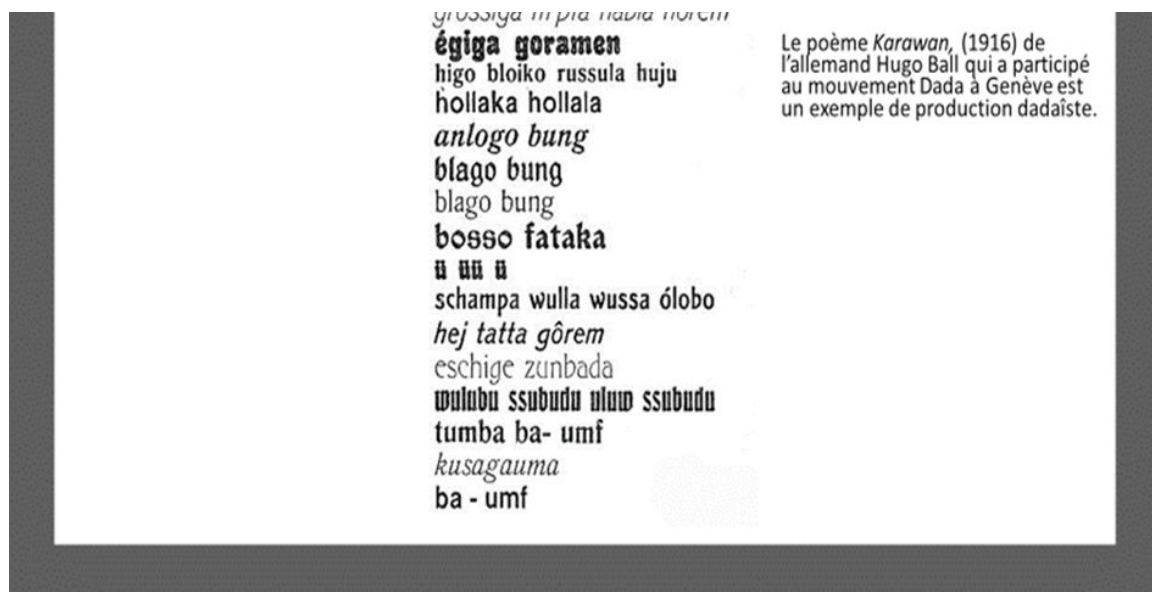 égiga goramen
higo bloiko russula huju
hollaka hollala
anlogo bung
blago bung
blago bung
bosso fataka
ü üü ü
schampa wulla wussa ólobo
hej tatta gôrem
eschige zunbada
wulubu ssubudu uluw ssubudu
tumba ba- umf
kusagauma
ba - umf
Le poème Karawan, (1916) de
l'allemand Hugo Ball qui a participé
au mouvement Dada à Genève est
un exemple de production dadaîste.